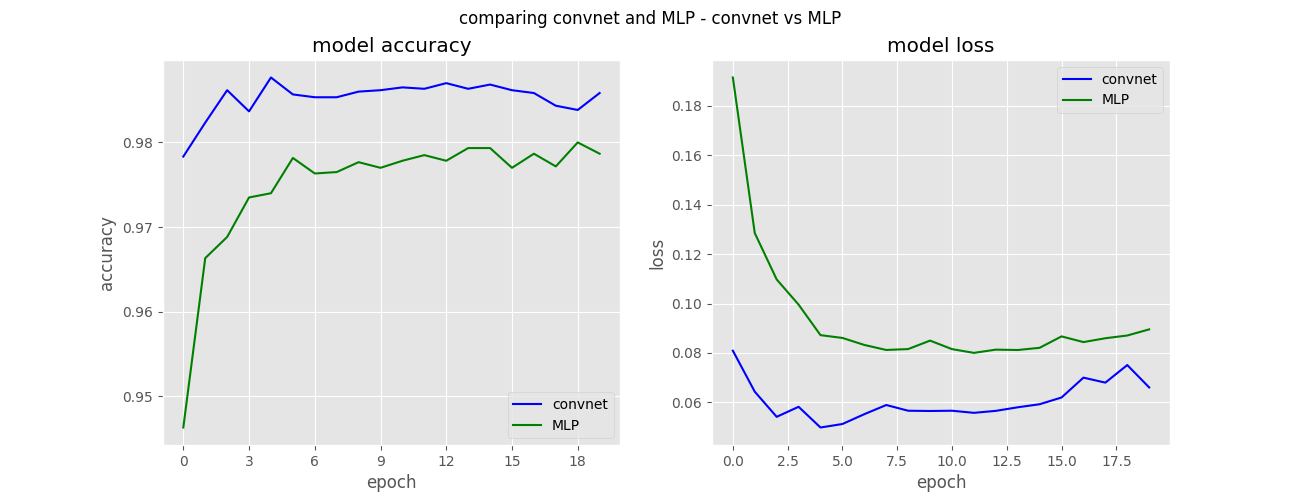 comparing convnet and MLP - convnet vs MLP
model accuracy
accuracy
0.98
0.97
0.96
0.95
0 3 6 9 12 15 18
epoch
convnet
MLP
model loss
loss
0.18
0.16
0.14
0.12
0.10
0.08
0.06
0.0 2.5 5.0 7.5 10.0 12.5 15.0 17.5
epoch
convnet
MLP